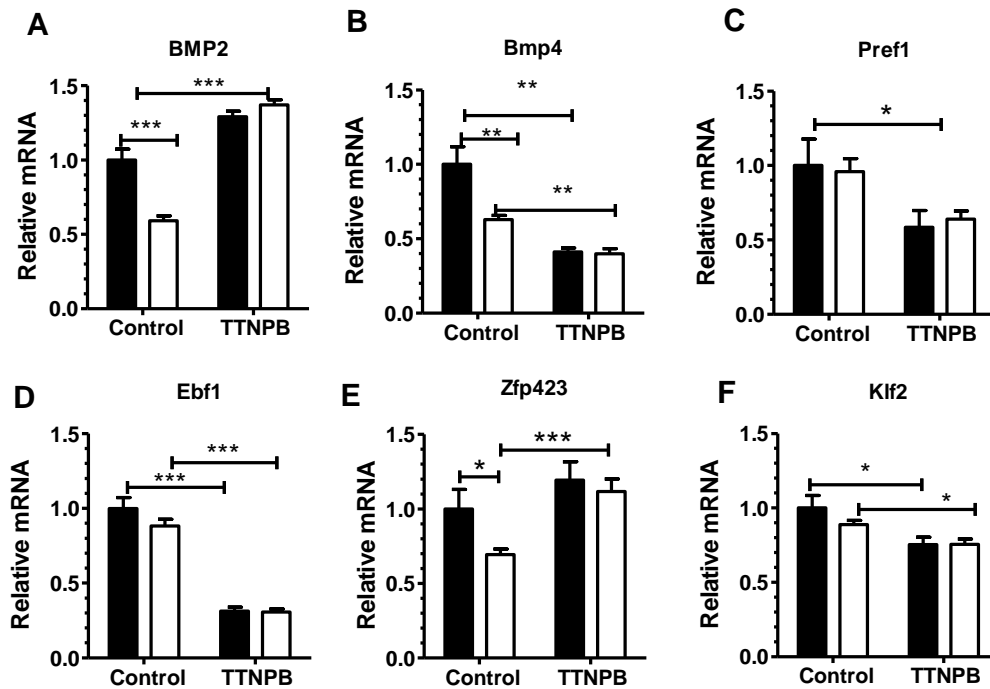 A
BMP2
Relative mRNA
1.5
1.0
0.5
0.0
***
***
Control
TTNPB
B
Bmp4
Relative mRNA
1.5
1.0
0.5
0.0
**
**
**
Control
TTNPB
C
Pref1
Relative mRNA
1.5
1.0
0.5
0.0
*
Control
TTNPB
D
Ebf1
Relative mRNA
1.5
1.0
0.5
0.0
***
***
Control
TTNPB
E
Zfp423
Relative mRNA
1.5
1.0
0.5
0.0
***
*
Control
TTNPB
F
Klf2
Relative mRNA
1.5
1.0
0.5
0.0
*
*
Control
TTNPB